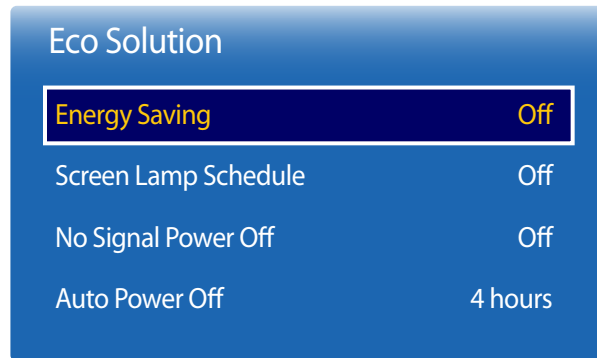 Eco Solution
Energy Saving Off
Screen Lamp Schedule Off
No Signal Power Off Off
Auto Power Off 4 hours